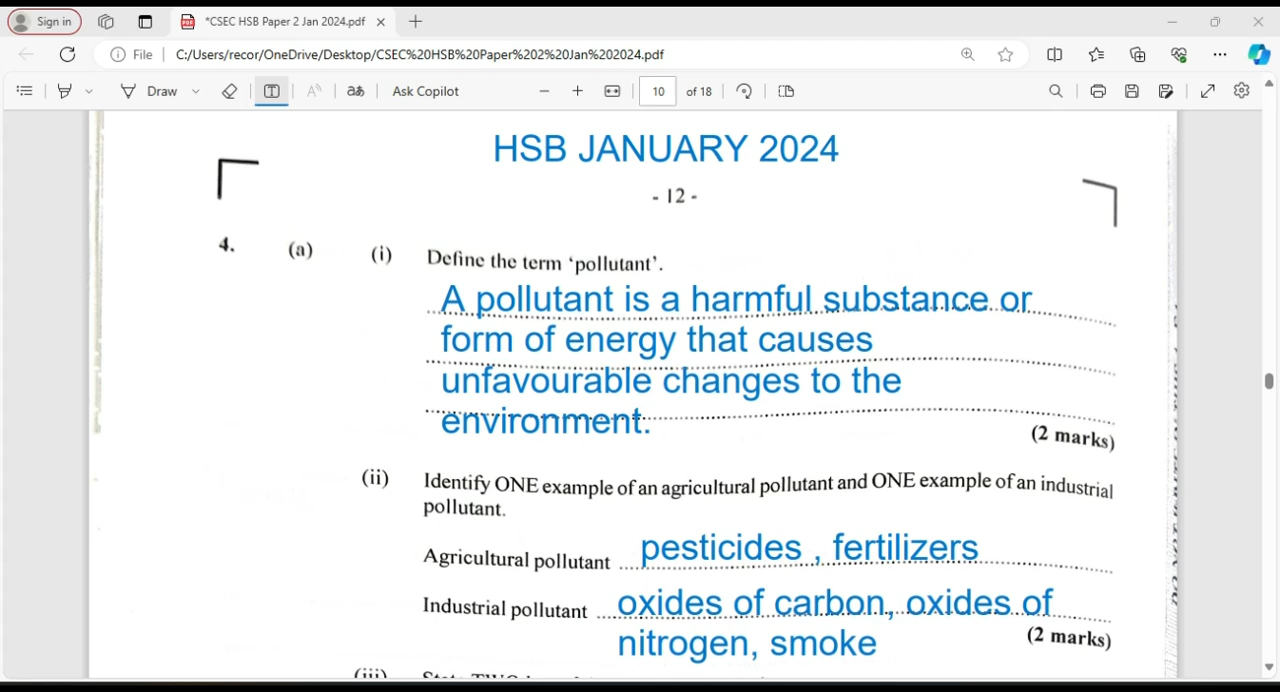 Sign in
*CSEC HSB Paper 2 Jan 2024.pdf
File C:/Users/recor/OneDrive/Desktop/CSEC%20HSB%20Paper%202%20Jan%202024.pdf
Draw
aあ
Ask Copilot
10 of 18
HSB JANUARY 2024
- 12 -
4. (a) (i) Define the term ‘pollutant’.
A pollutant is a harmful substance or
form of energy that causes
unfavourable changes to the
environment.
(2 marks)
(ii) Identify ONE example of an agricultural pollutant and ONE example of an industrial
pollutant.
Agricultural pollutant pesticides , fertilizers
Industrial pollutant oxides of carbon, oxides of
nitrogen, smoke
(2 marks)